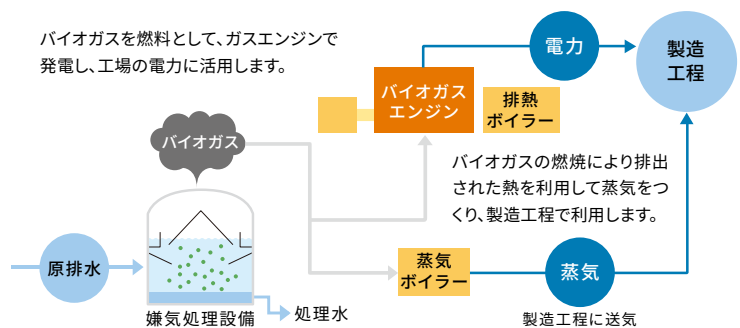 バイオガスを燃料として、ガスエンジンで
発電し、工場の電力に活用します。
電力
製造
工程
バイオガス
エンジン
排熱
ボイラー
バイオガス
バイオガスの燃焼により排出
された熱を利用して蒸気をつ
くり、製造工程で利用します。
原排水
蒸気
ボイラー
蒸気
嫌気処理設備
処理水
製造工程に送気